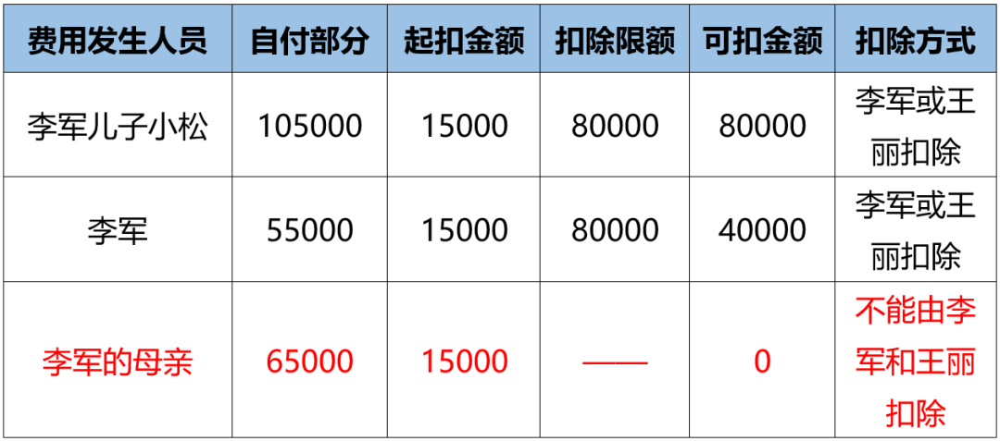 费用发生人员 自付部分 起扣金额 扣除限额 可扣金额 扣除方式
李军儿子小松 105000 15000 80000 80000 李军或王
丽扣除
李军 55000 15000 80000 40000 李军或王
丽扣除
李军的母亲 65000 15000 —— 0 不能由李
军和王丽
扣除